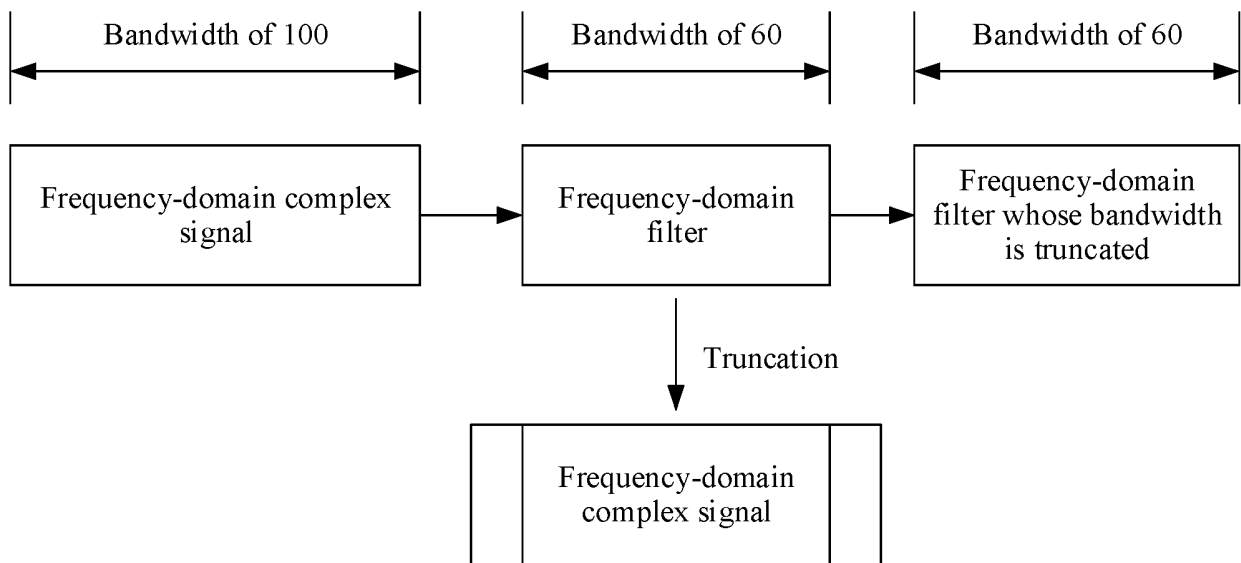 Bandwidth of 100
Bandwidth of 60
Bandwidth of 60
Frequency-domain complex
signal
Frequency-domain
filter
Frequency-domain
filter whose bandwidth
is truncated
Truncation
Frequency-domain
complex signal